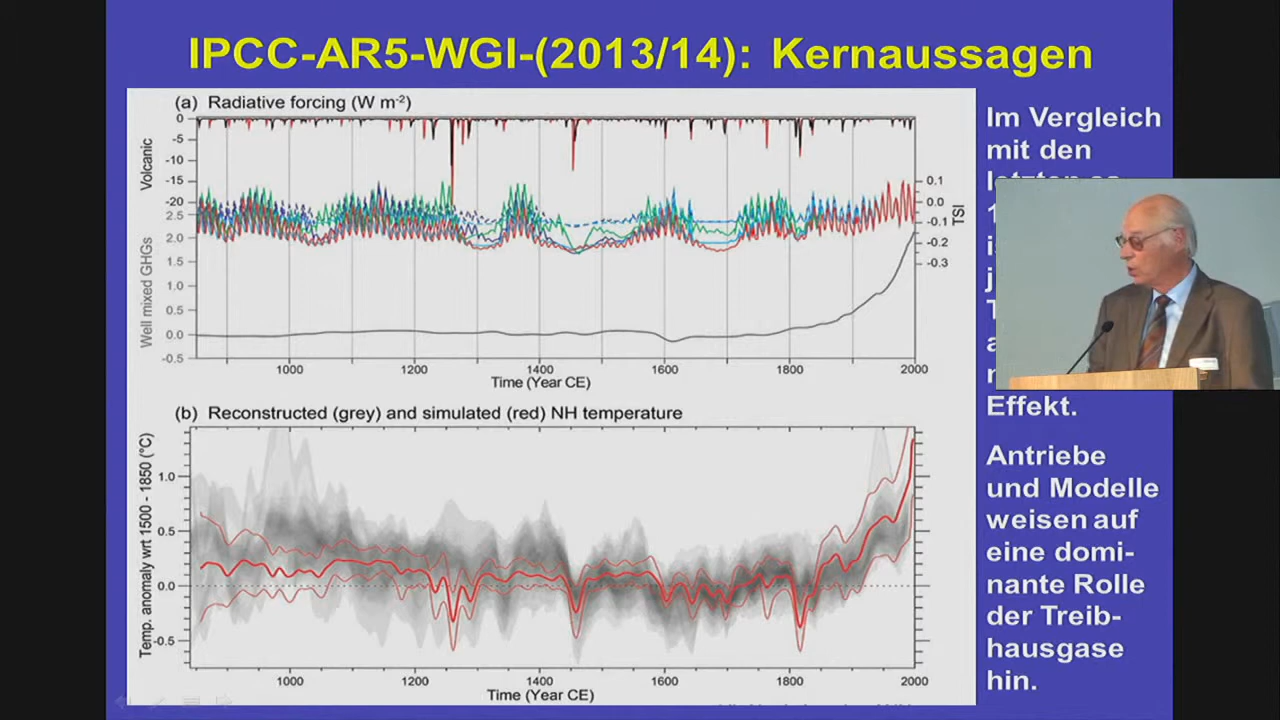 IPCC-AR5-WGI-(2013/14): Kernaussagen
(a) Radiative forcing (W m-2)
Volcanic
0
-5
-10
-15
-20
Well mixed GHGs
2.5
2.0
1.5
1.0
0.5
0.0
-0.5
0.1
0.0
-0.1
-0.2
-0.3
TSI
1000 1200 1400 1600 1800 2000
Time (Year CE)
(b) Reconstructed (grey) and simulated (red) NH temperature
Temp. anomaly wrt 1500 - 1850 (°C)
1.0
0.5
0.0
-0.5
1000 1200 1400 1600 1800 2000
Time (Year CE)
Im Vergleich
mit den
Effekt.
Antriebe
und Modelle
weisen auf
eine domi-
nante Rolle
der Treib-
hausgase
hin.